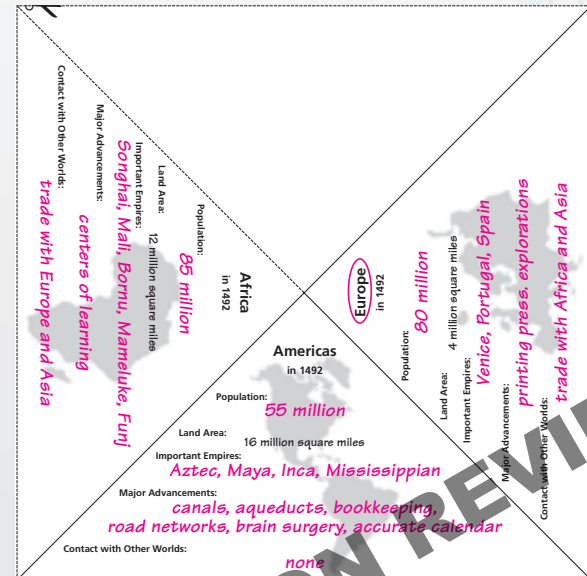 Africa
in 1492
Population:
85 million
Land Area: 12 million square miles
Important Empires:
Songhai, Mali, Bornu, Mameluke, Funj
Major Advancements:
centers of learning
Contact with Other Worlds:
trade with Europe and Asia
Europe
in 1492
Population:
80 million
Land Area: 4 million square miles
Important Empires:
Venice, Portugal, Spain
Major Advancements:
printing press. explorations
Contact with Other Worlds:
trade with Africa and Asia
Americas
in 1492
Population:
55 million
Land Area: 16 million square miles
Important Empires:
Aztec, Maya, Inca, Mississippian
Major Advancements:
canals, aqueducts, bookkeeping,
road networks, brain surgery, accurate calendar
Contact with Other Worlds:
none